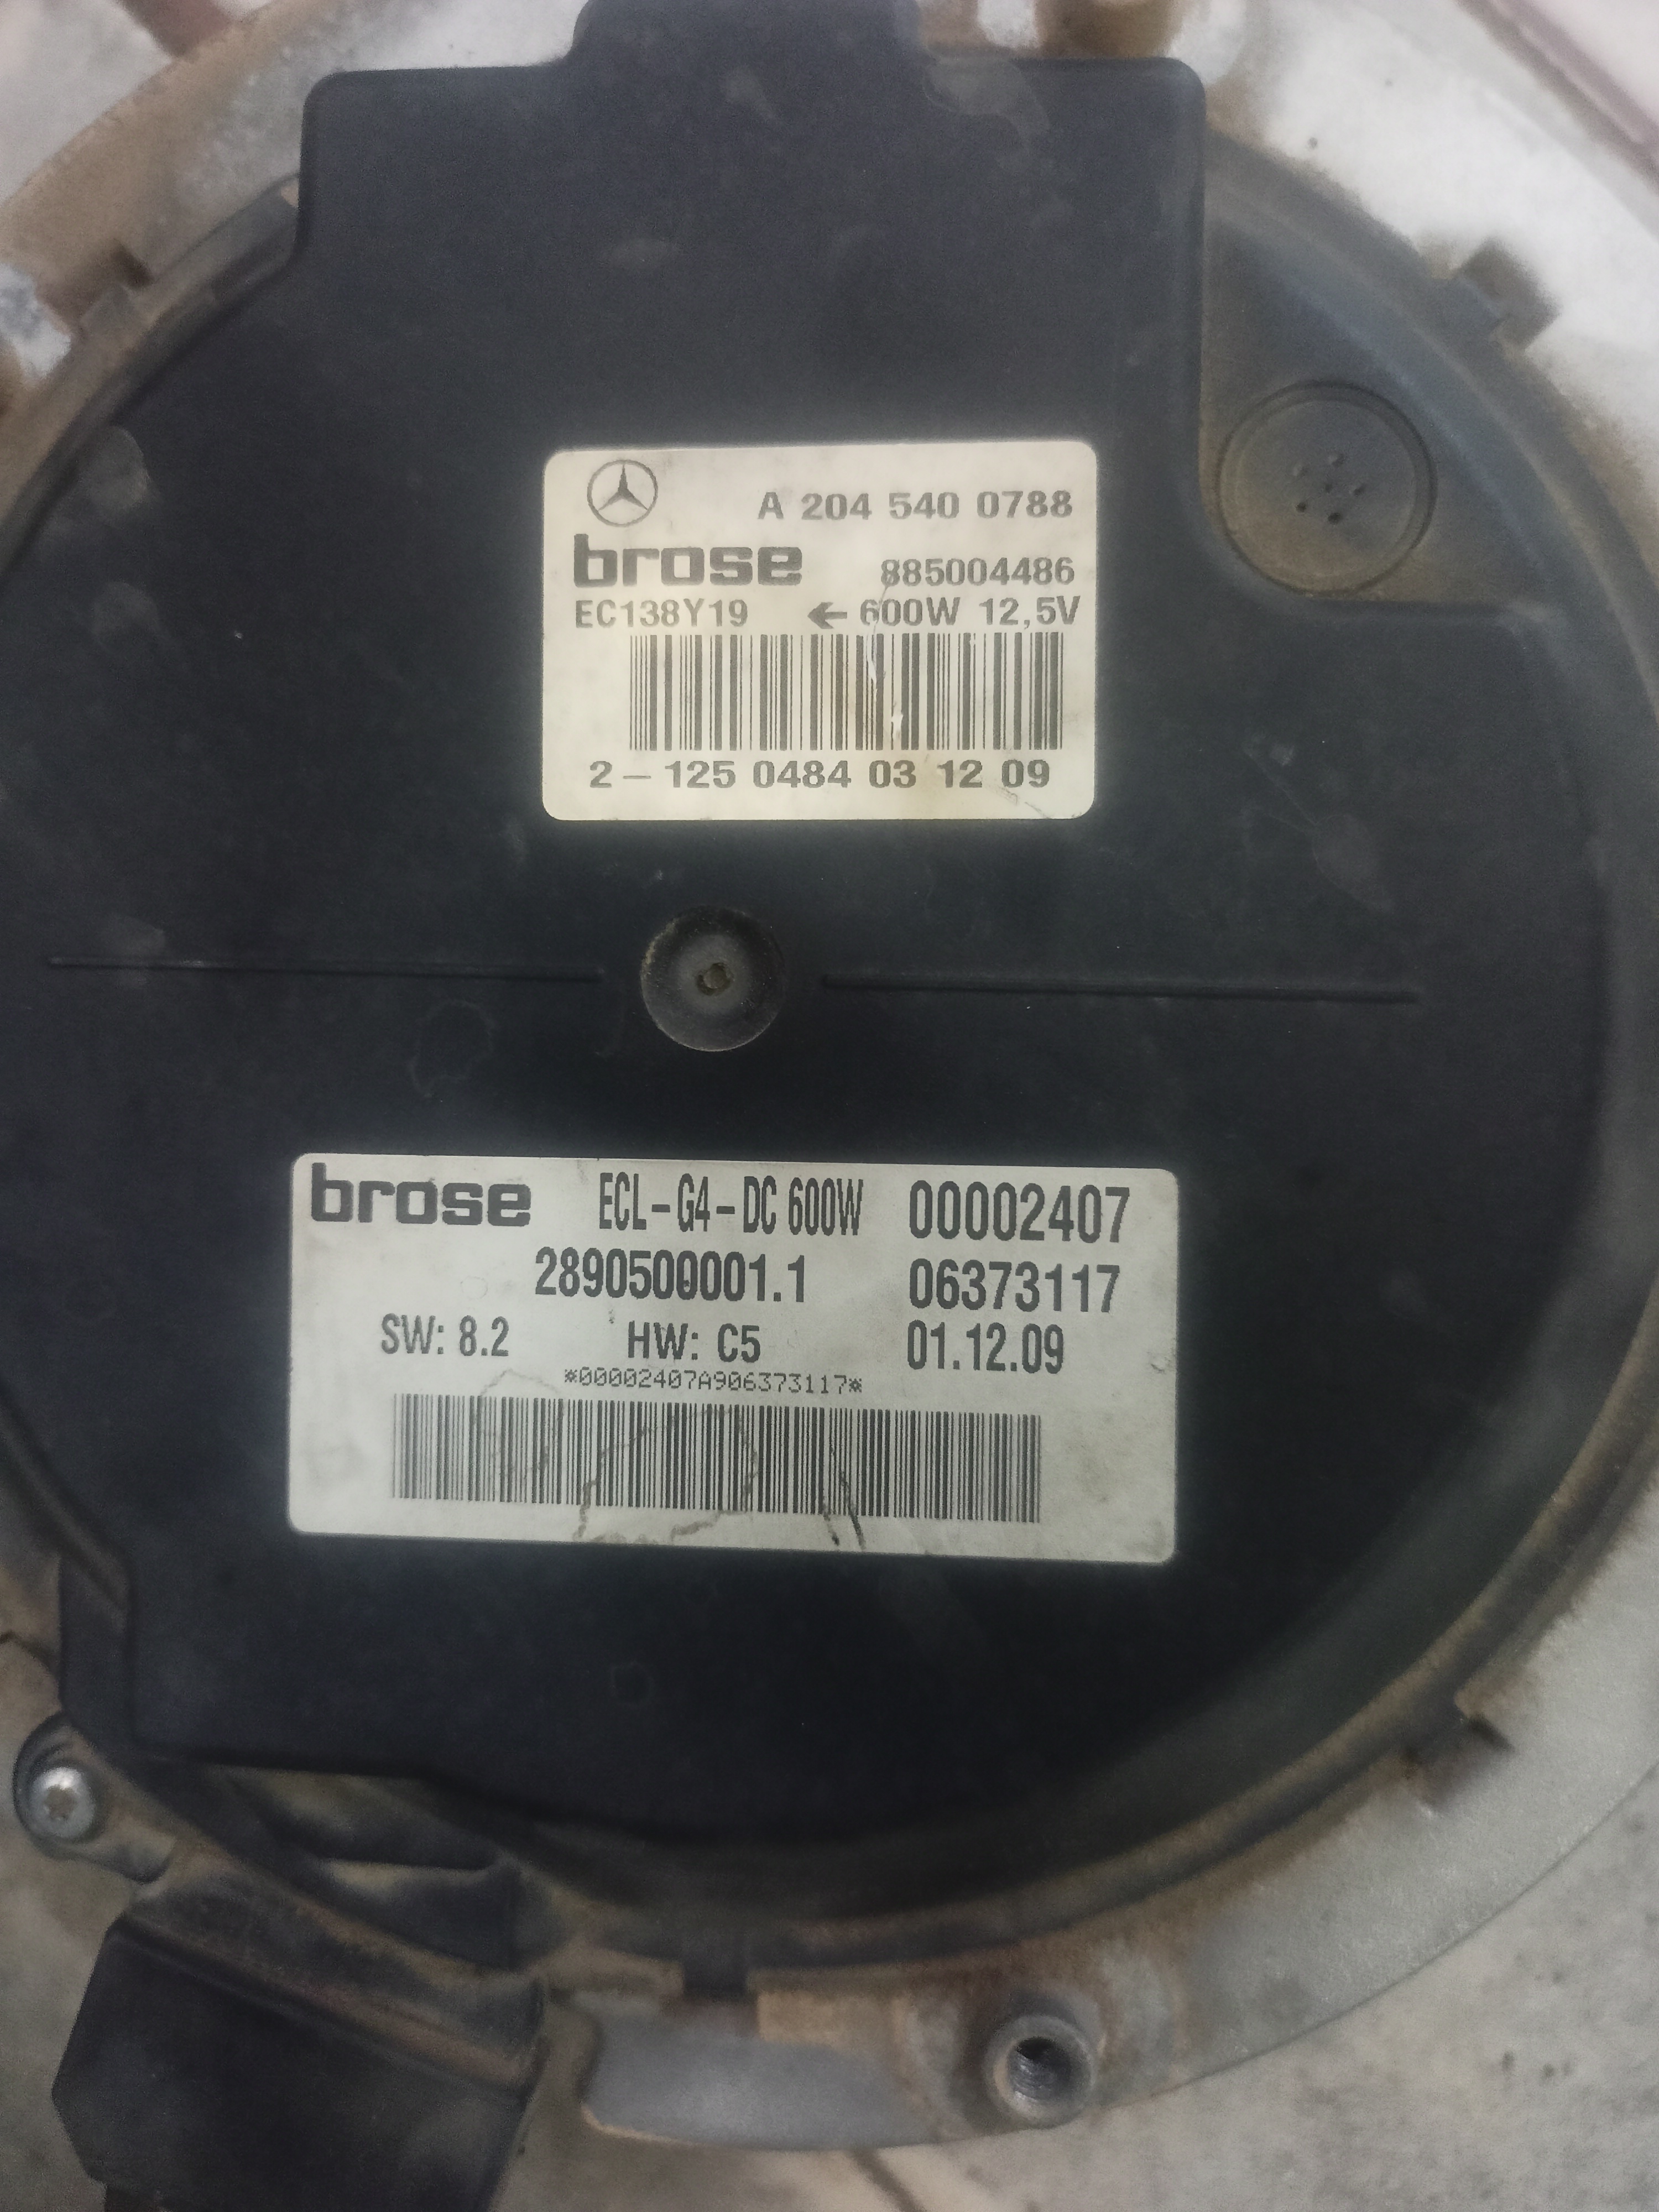 A 204 540 0788
brose 885004486
EC138Y19 ← 600W 12,5V
2 – 125 0484 03 12 09
brose ECL-G4-DC 600W 00002407
2890500001.1 06373117
SW: 8.2 HW: C5 01.12.09
*00002407A906373117*